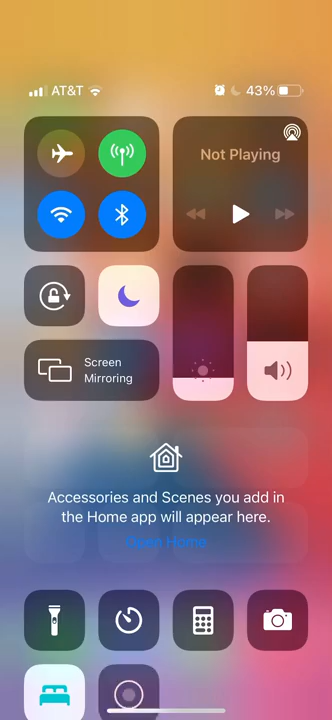 AT&T
43%
Not Playing
Screen
Mirroring
Accessories and Scenes you add in
the Home app will appear here.
Open Home